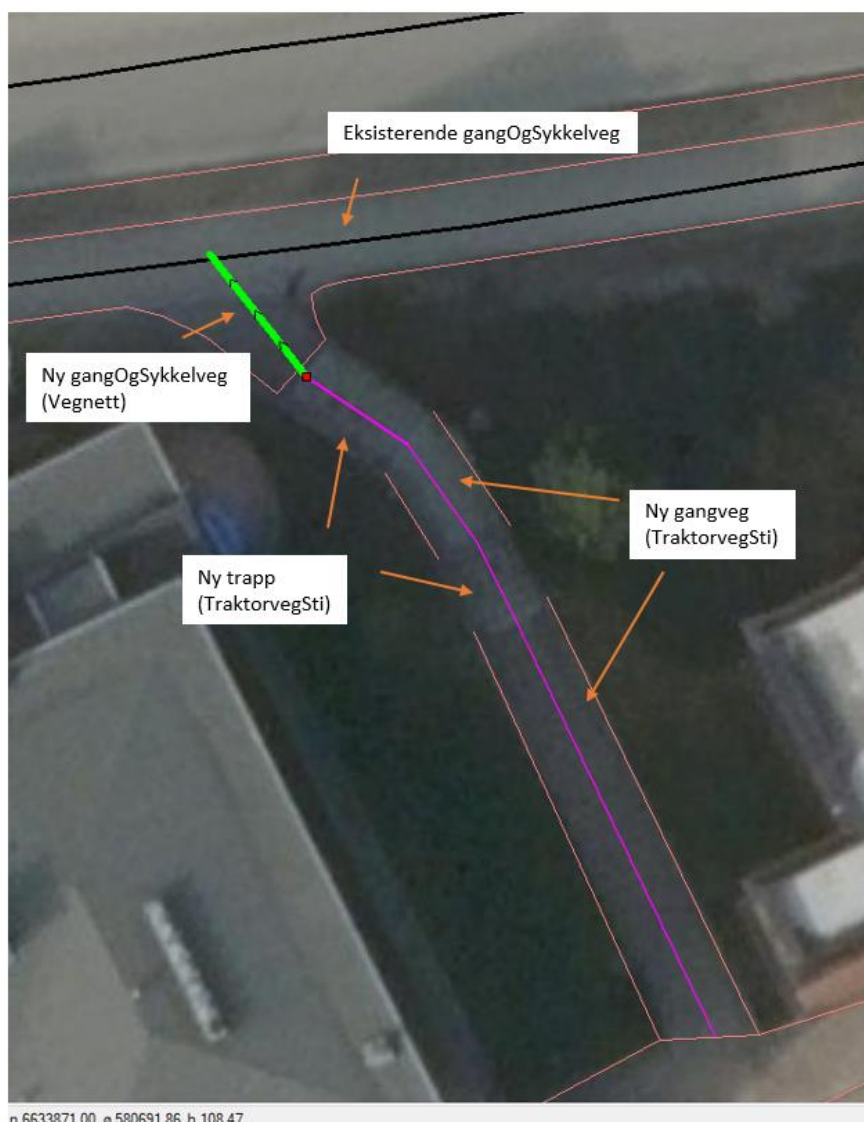 Eksisterende gangOgSykkelveg
Ny gangOgSykkelveg
(Vegnett)
Ny gangveg
(TraktorvegSti)
Ny trapp
(TraktorvegSti)
n 6633871.00 ø 580691.86 h 108.47